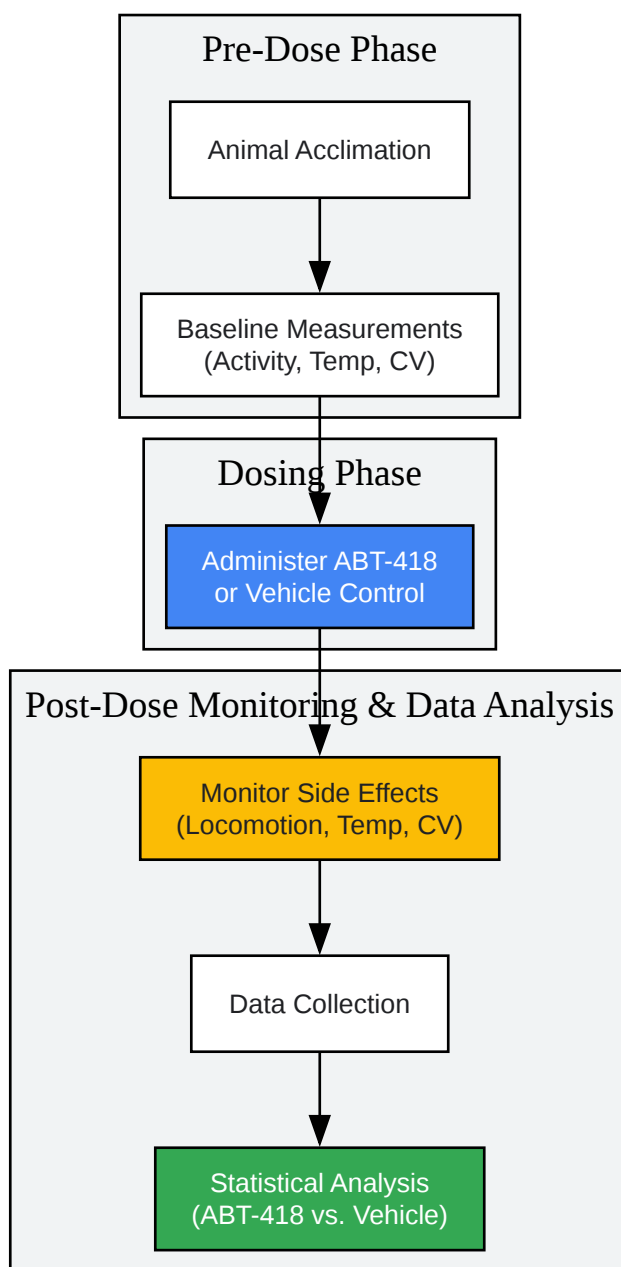 Pre-Dose Phase
Animal Acclimation
Baseline Measurements
(Activity, Temp, CV)
Dosing Phase
Administer ABT-418
or Vehicle Control
Post-Dose Monitoring & Data Analysis
Monitor Side Effects
(Locomotion, Temp, CV)
Data Collection
Statistical Analysis
(ABT-418 vs. Vehicle)